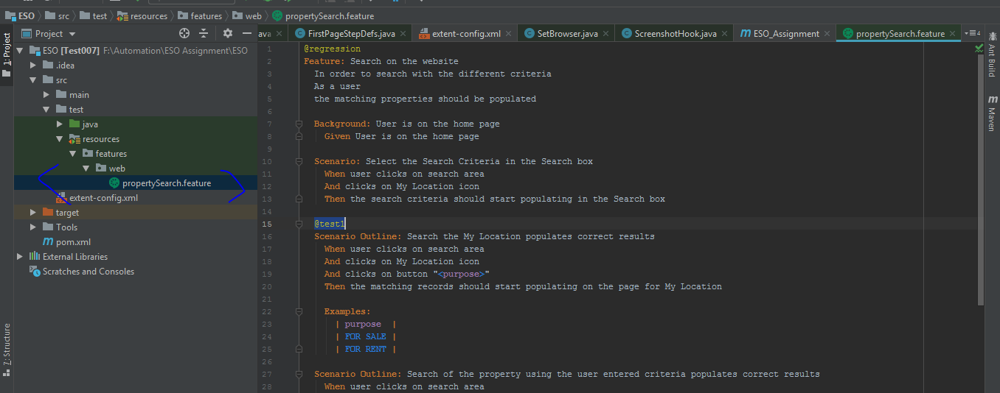 ESO src test resources features web propertySearch.feature
Project
ava FirstPageStepDefs.java extent-config.xml SetBrowser.java ScreenshotHook.java ESO_Assignment propertySearch.feature 4
1: Project
7: Structure
ESO [Test007] F:\Automation\ESO Assignment\ESO
.idea
src
main
test
java
resources
features
web
propertySearch.feature
extent-config.xml
target
Tools
pom.xml
External Libraries
Scratches and Consoles
1 @regression
2 Feature: Search on the website
3 In order to search with the different criteria
4 As a user
5 the matching properties should be populated
6
7 Background: User is on the home page
8 Given User is on the home page
9
10 Scenario: Select the Search Criteria in the Search box
11 When user clicks on search area
12 And clicks on My Location icon
13 Then the search criteria should start populating in the Search box
14
15 @test1
16 Scenario Outline: Search the My Location populates correct results
17 When user clicks on search area
18 And clicks on My Location icon
19 And clicks on button "<purpose>"
20 Then the matching records should start populating on the page for My Location
21
22 Examples:
23 | purpose |
24 | FOR SALE |
25 | FOR RENT |
26
27 Scenario Outline: Search of the property using the user entered criteria populates correct results
28 When user clicks on search area
Ant Build
Maven